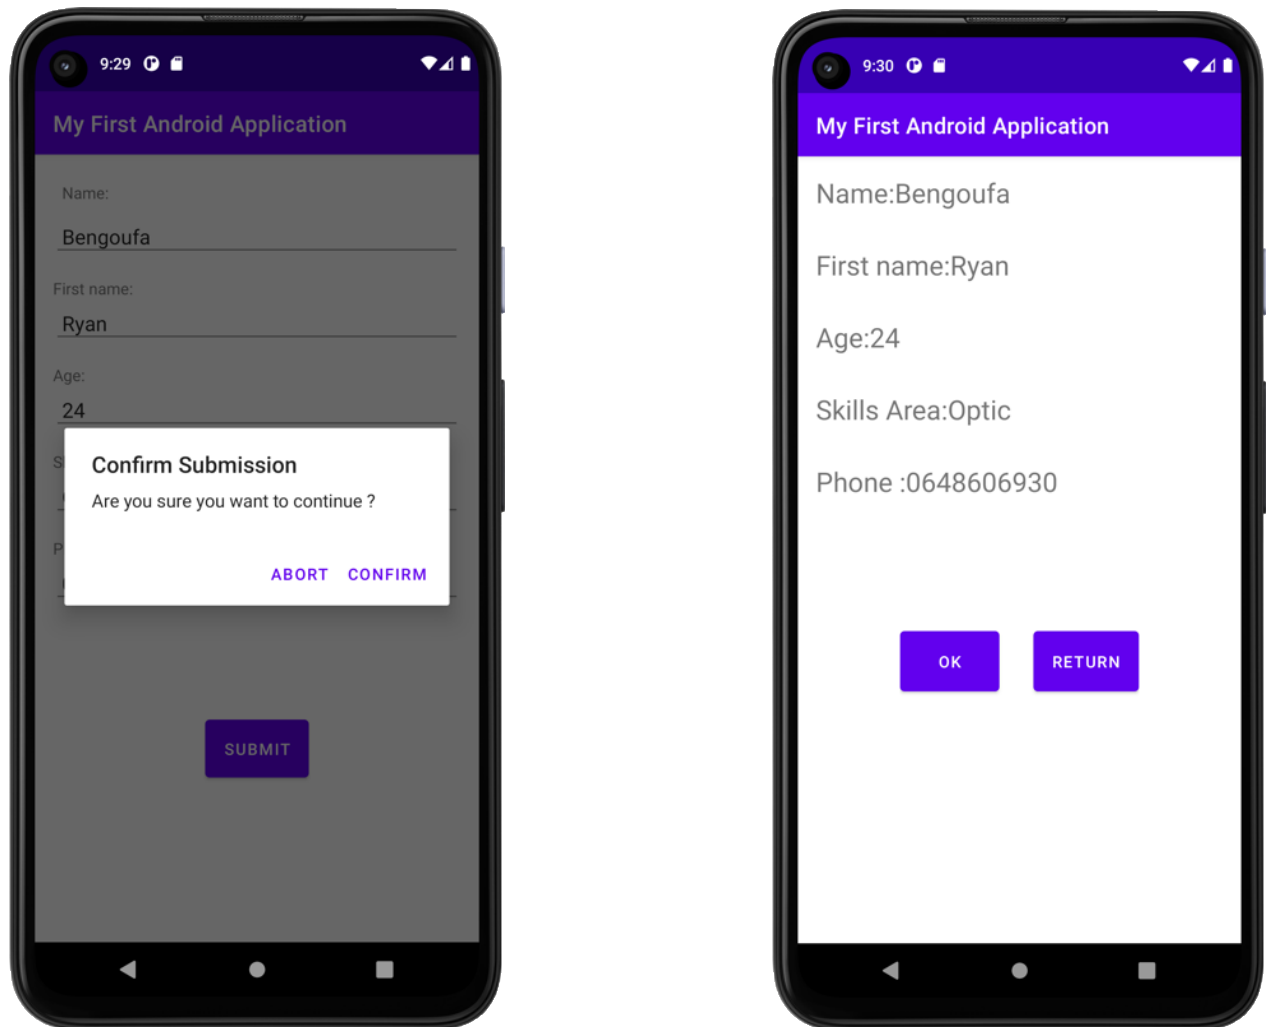 9:29
My First Android Application
Name:
Bengoufa
First name:
Ryan
Age:
24
Confirm Submission
Are you sure you want to continue ?
ABORT CONFIRM
SUBMIT
9:30
My First Android Application
Name:Bengoufa
First name:Ryan
Age:24
Skills Area:Optic
Phone :0648606930
OK RETURN